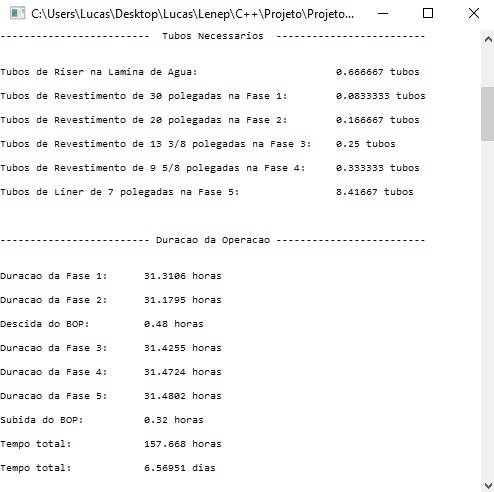 C:\Users\Lucas\Desktop\Lucas\Lenep\C++\Projeto\Projeto...
------------------------- Tubos Necessarios -------------------------
Tubos de Riser na Lamina de Agua: 0.666667 tubos
Tubos de Revestimento de 30 polegadas na Fase 1: 0.0833333 tubos
Tubos de Revestimento de 20 polegadas na Fase 2: 0.166667 tubos
Tubos de Revestimento de 13 3/8 polegadas na Fase 3: 0.25 tubos
Tubos de Revestimento de 9 5/8 polegadas na Fase 4: 0.333333 tubos
Tubos de Liner de 7 polegadas na Fase 5: 8.41667 tubos
------------------------- Duracao da Operacao -------------------------
Duracao da Fase 1: 31.3106 horas
Duracao da Fase 2: 31.1795 horas
Descida do BOP: 0.48 horas
Duracao da Fase 3: 31.4255 horas
Duracao da Fase 4: 31.4724 horas
Duracao da Fase 5: 31.4802 horas
Subida do BOP: 0.32 horas
Tempo total: 157.668 horas
Tempo total: 6.56951 dias